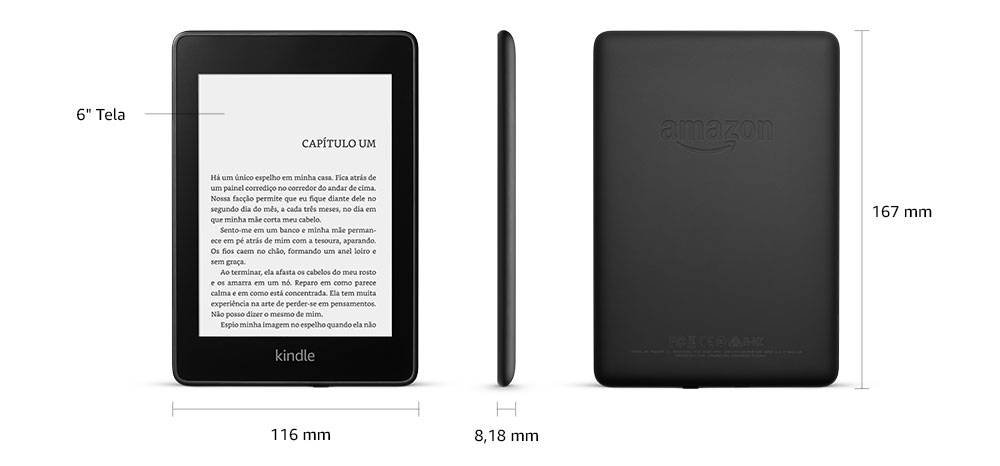 6" Tela
CAPÍTULO UM
Há um único espelho em minha casa. Fica atrás de
um painel corrediço no corredor do andar de cima.
Nossa facção permite que eu fique diante dele no
segundo dia do mês, a cada três meses, no dia em
que minha mãe corta meu cabelo.
Sento-me em um banco e minha mãe perman-
ece em pé atrás de mim com a tesoura, aparando.
Os fios caem no chão, formando um anel loiro e
sem graça.
Ao terminar, ela afasta os cabelos do meu rosto
e os amarra em um nó. Reparo em como parece
calma e em como está concentrada. Ela tem muita
experiência na arte de perder-se em pensamentos.
Não posso dizer o mesmo de mim.
Espio minha imagem no espelho quando ela não
kindle
amazon
167 mm
116 mm
8,18 mm